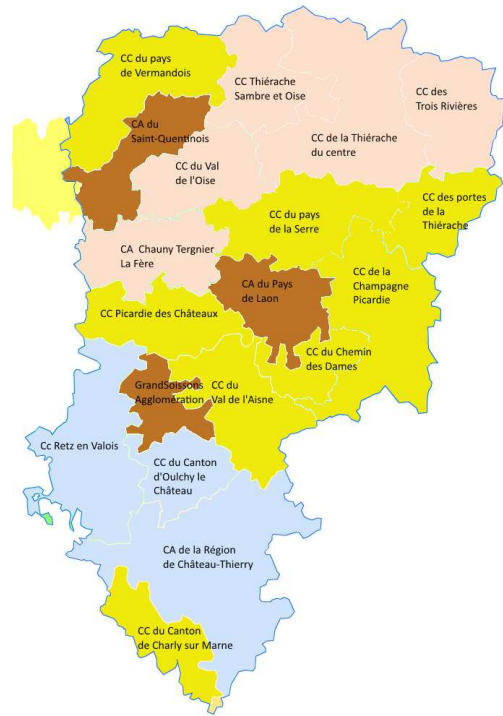 CC du pays
de Vermandois
CC Thiérache
Sambre et Oise
CC des
Trois Rivières
CA du
Saint-Quentinois
CC de la Thiérache
du centre
CC du Val
de l'Oise
CC des portes
de la
Thiérache
CC du pays
de la Serre
CA Chauny Tergnier
La Fère
CC de la
Champagne
Picardie
CA du Pays
de Laon
CC Picardie des Châteaux
CC du Chemin
des Dames
GrandSoissons
Agglomération
CC du
Val de l'Aisne
Cc Retz en Valois
CC du Canton
d'Oulchy le
Château
CA de la Région
de Château-Thierry
CC du Canton
de Charly sur Marne